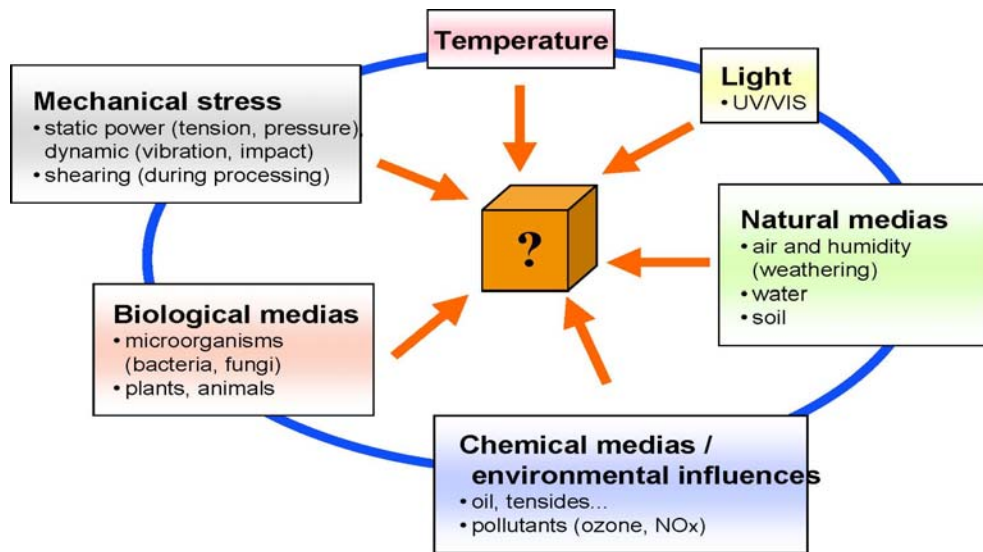 Temperature
Light
• UV/VIS
Mechanical stress
• static power (tension, pressure),
dynamic (vibration, impact)
• shearing (during processing)
?
Natural medias
• air and humidity
(weathering)
• water
• soil
Biological medias
• microorganisms
(bacteria, fungi)
• plants, animals
Chemical medias /
environmental influences
• oil, tensides...
• pollutants (ozone, NOx)